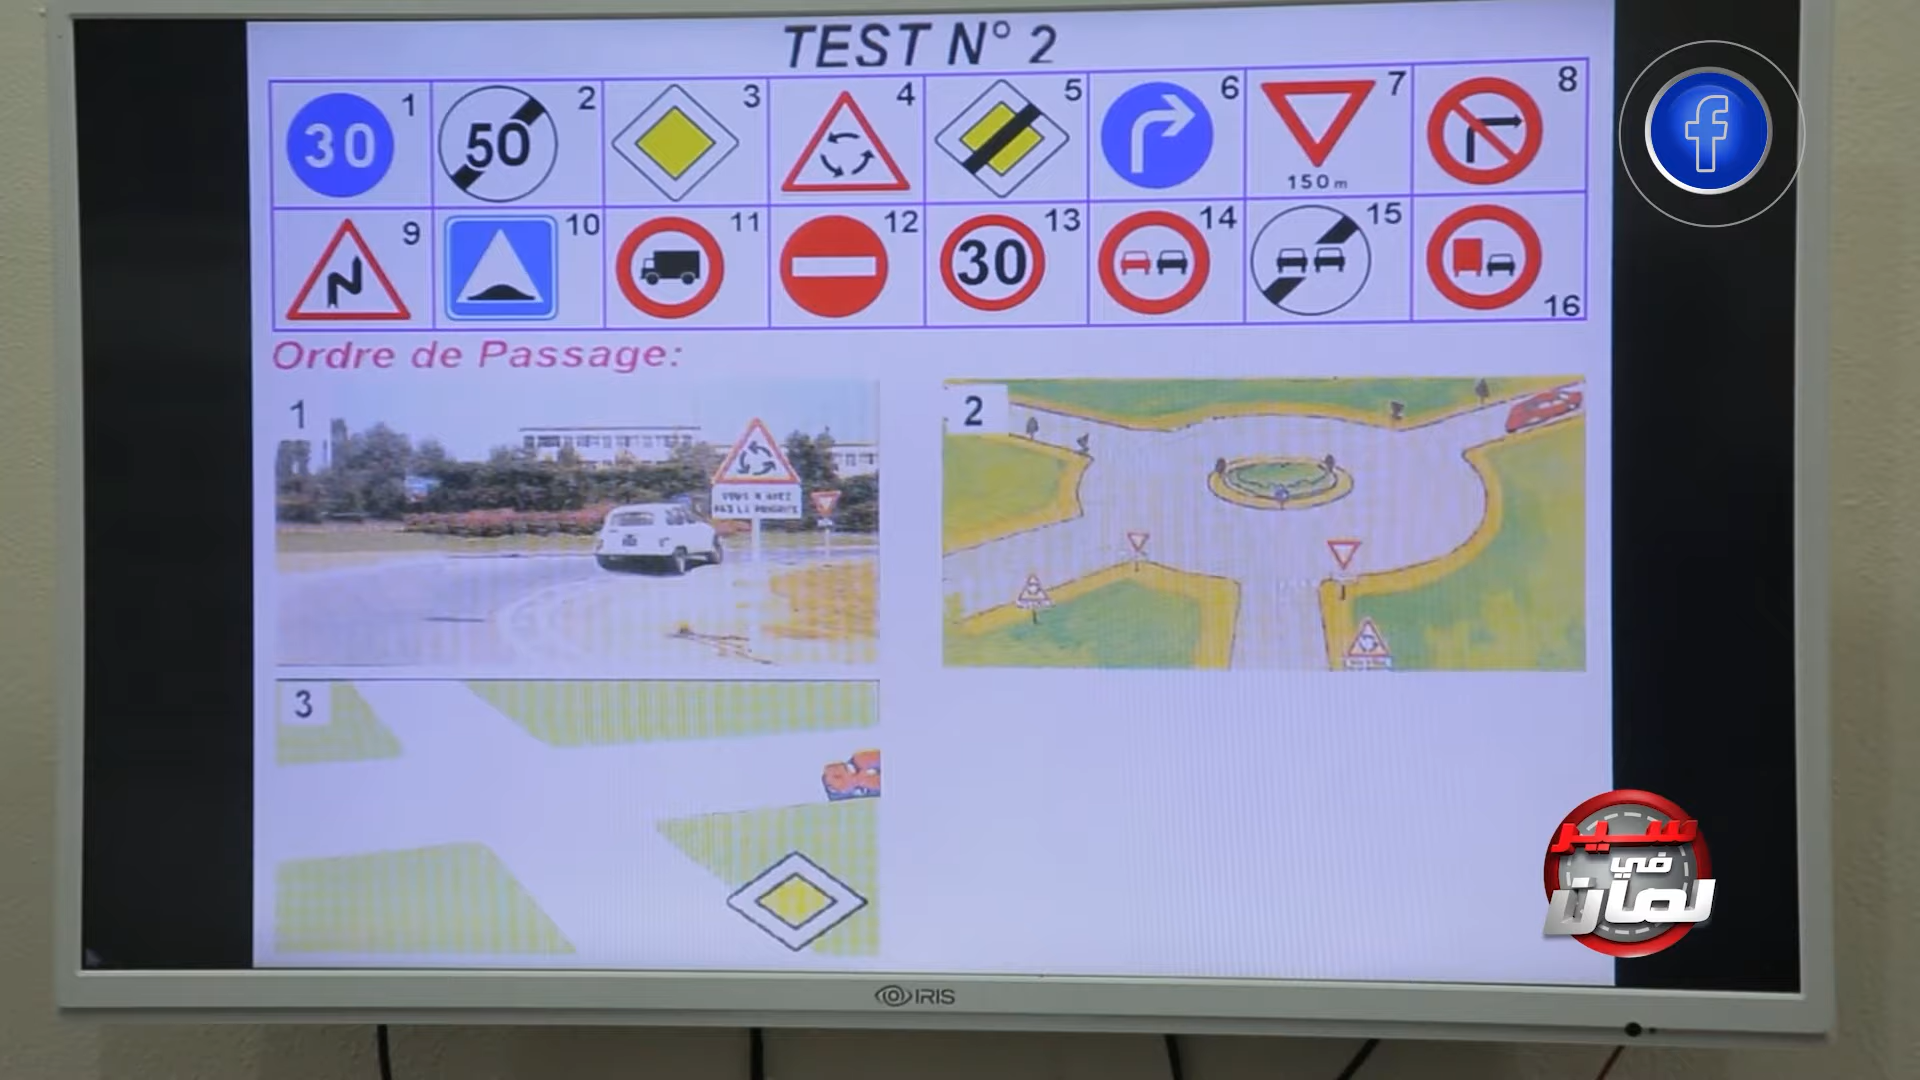 TEST N° 2
30 1
50 2
3
4
5
6
7
150 m
8
9
10
11
12
30 13
14
15
16
Ordre de Passage:
1
VOUS N'AVEZ
PAS LA PRIORITE
2
3
سير
في
لمان
IRIS
f